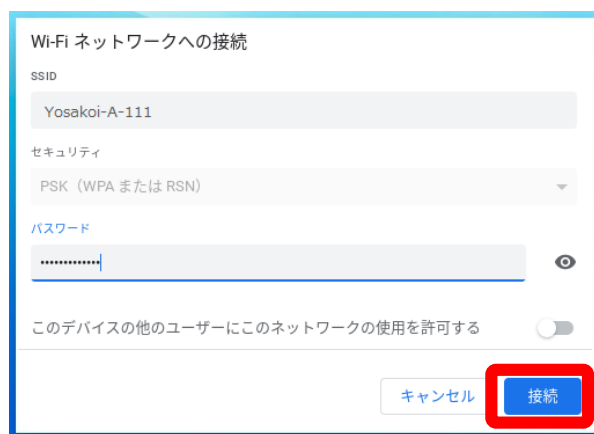 Wi-Fi ネットワークへの接続
SSID
Yosakoi-A-111
セキュリティ
PSK（WPA または RSN）
パスワード
•••••••••••••
このデバイスの他のユーザーにこのネットワークの使用を許可する
キャンセル
接続